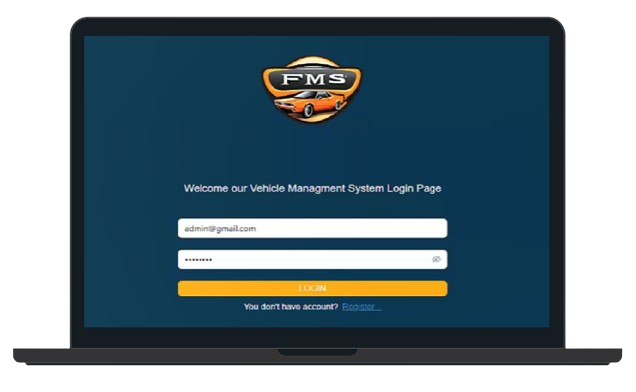 FMS
Welcome our Vehicle Managment System Login Page
admin@gmail.com
••••••••
LOGIN
You don't have account? Register...